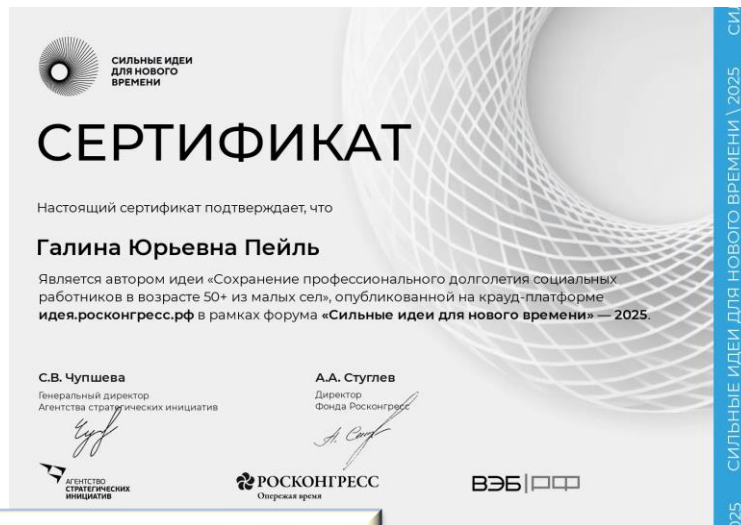 СИЛЬНЫЕ ИДЕИ
ДЛЯ НОВОГО
ВРЕМЕНИ
СЕРТИФИКАТ
Настоящий сертификат подтверждает, что
Галина Юрьевна Пейль
Является автором идеи «Сохранение профессионального долголетия социальных
работников в возрасте 50+ из малых сел», опубликованной на крауд-платформе
идея.росконгресс.рф в рамках форума «Сильные идеи для нового времени» — 2025.
С.В. Чупшева
Генеральный директор
Агентства стратегических инициатив
А.А. Стуглев
Директор
Фонда Росконгресс
АГЕНТСТВО
СТРАТЕГИЧЕСКИХ
ИНИЦИАТИВ
РОСКОНГРЕСС
Опережая время
ВЭБ|РФ
СИЛЬНЫЕ ИДЕИ ДЛЯ НОВОГО ВРЕМЕНИ \ 2025